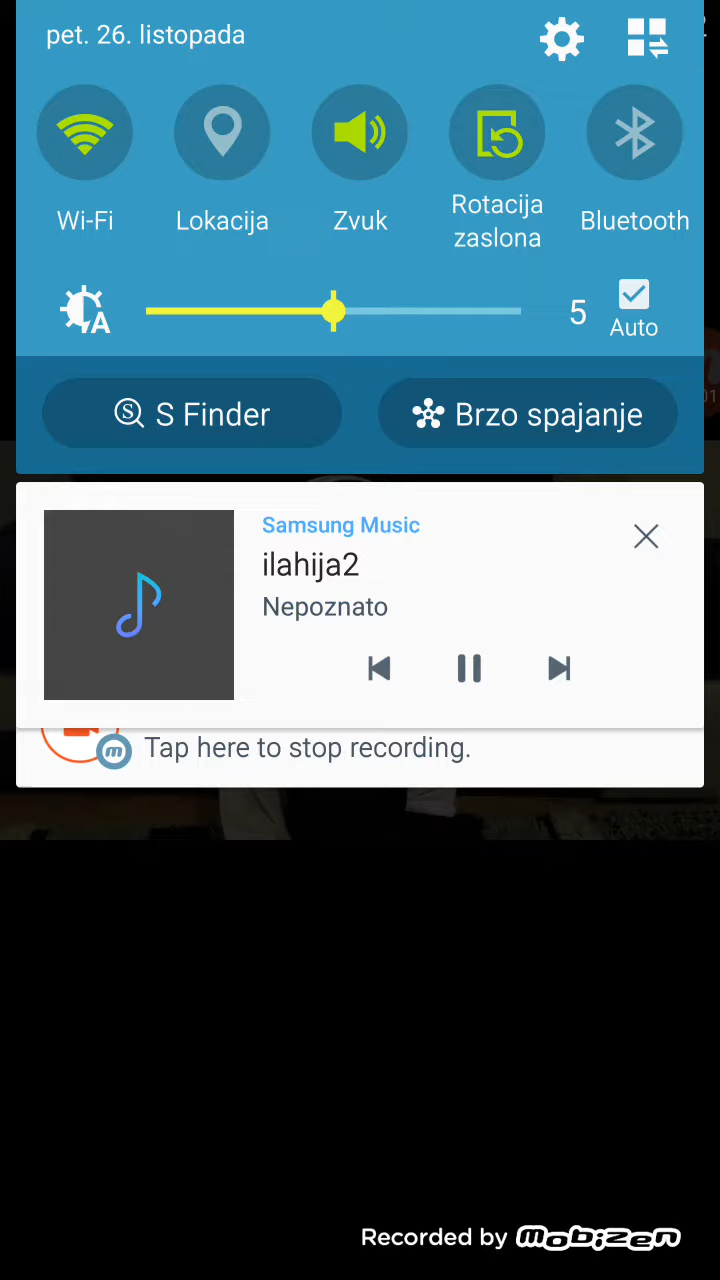 pet. 26. listopada
Wi-Fi
Lokacija
Zvuk
Rotacija
zaslona
Bluetooth
5
Auto
S Finder
Brzo spajanje
Samsung Music
ilahija2
Nepoznato
Tap here to stop recording.
Recorded by mobizen